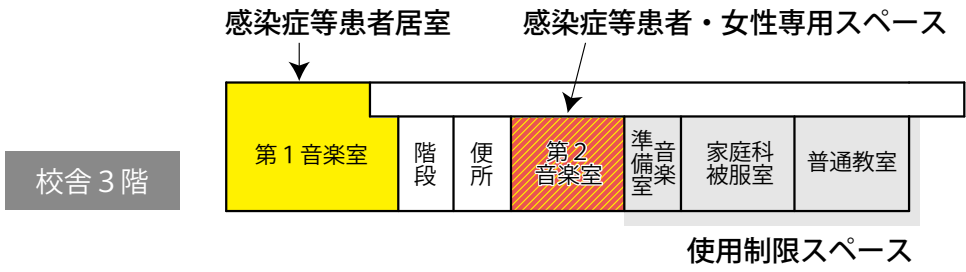 感染症等患者居室
感染症等患者・女性専用スペース
第１音楽室
階段
便所
第２
音楽室
音楽
準備室
家庭科
被服室
普通教室
校舎３階
使用制限スペース